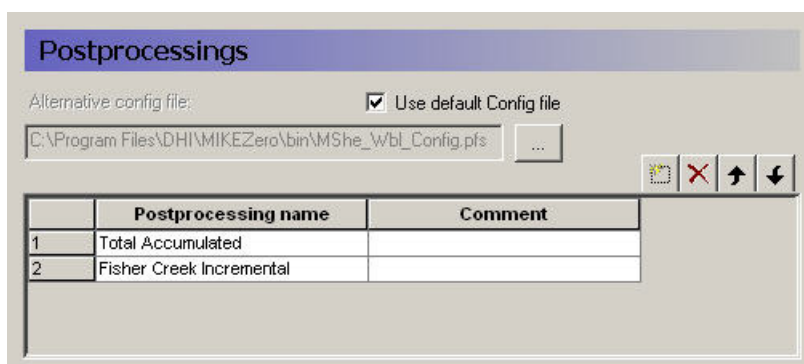 Postprocessings
Alternative config file: Use default Config file
C:\Program Files\DHI\MIKEZero\bin\MShe_Wbl_Config.pfs ...
Postprocessing name Comment
1 Total Accumulated
2 Fisher Creek Incremental